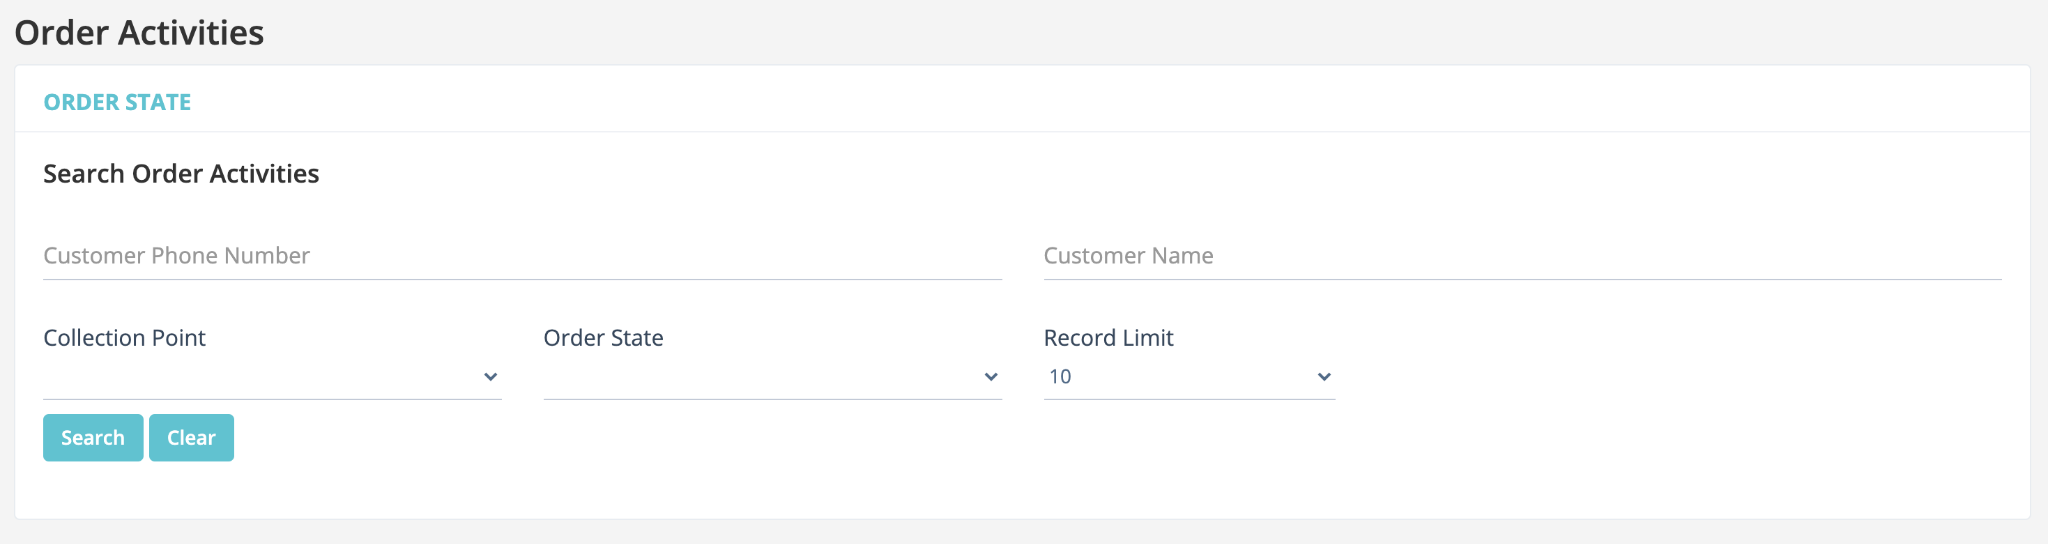 Order Activities
ORDER STATE
Search Order Activities
Customer Phone Number
Customer Name
Collection Point
Order State
Record Limit
10
Search
Clear